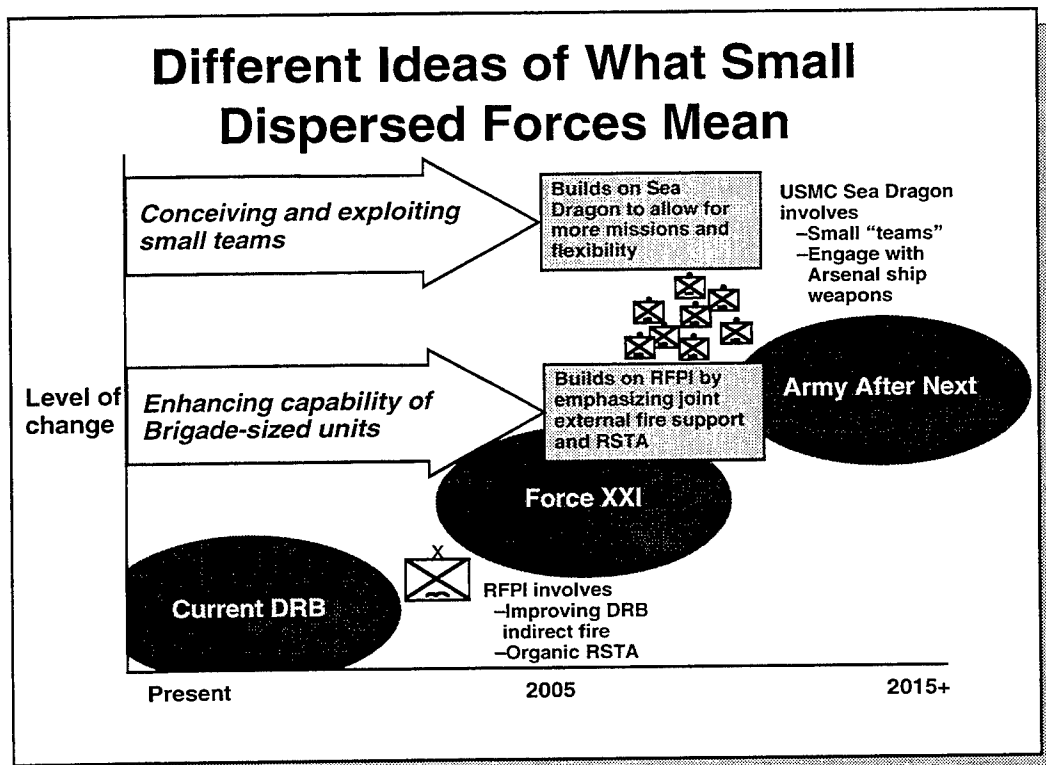 Different Ideas of What Small
Dispersed Forces Mean
Conceiving and exploiting
small teams
Builds on Sea
Dragon to allow for
more missions and
flexibility
USMC Sea Dragon
involves
–Small “teams”
–Engage with
Arsenal ship
weapons
Level of
change
Enhancing capability of
Brigade-sized units
Builds on RFPI by
emphasizing joint
external fire support
and RSTA
Army After Next
Force XXI
Current DRB
X
RFPI involves
–Improving DRB
indirect fire
–Organic RSTA
Present
2005
2015+